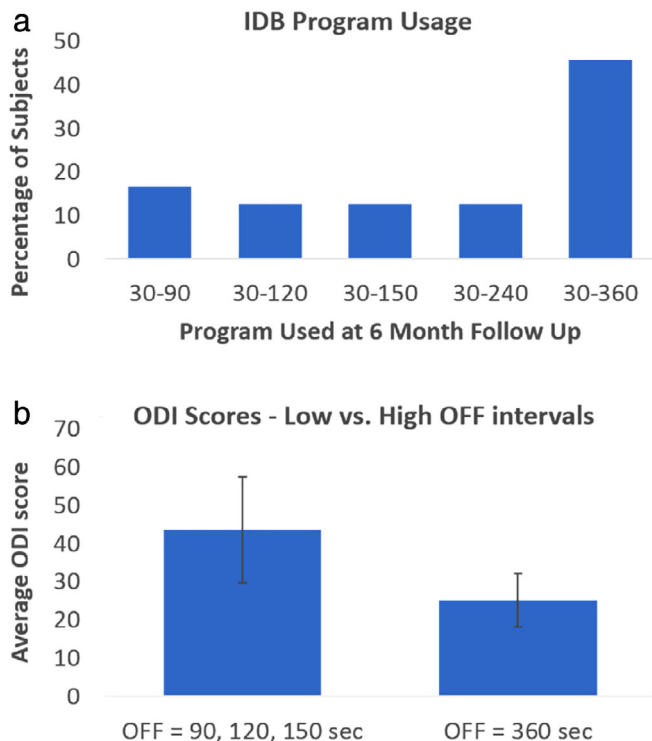 a
IDB Program Usage
Percentage of Subjects
50
40
30
20
10
0
30-90 30-120 30-150 30-240 30-360
Program Used at 6 Month Follow Up
b
ODI Scores - Low vs. High OFF intervals
Average ODI score
70
60
50
40
30
20
10
0
OFF = 90, 120, 150 sec OFF = 360 sec